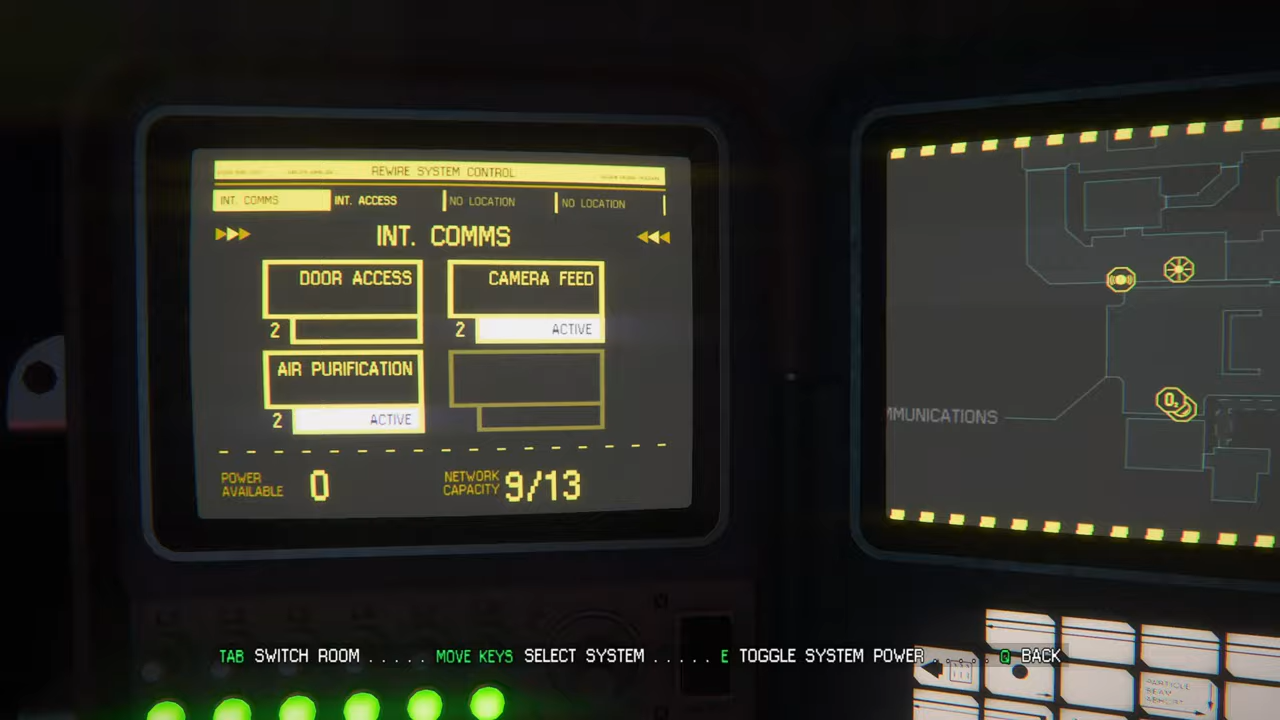 REWIRE SYSTEM CONTROL
INT. COMMS INT. ACCESS NO LOCATION NO LOCATION
INT. COMMS
DOOR ACCESS CAMERA FEED
2 2 ACTIVE
AIR PURIFICATION
2 ACTIVE
POWER AVAILABLE 0 NETWORK CAPACITY 9/13
MMUNICATIONS
TAB SWITCH ROOM ..... MOVE KEYS SELECT SYSTEM ..... E TOGGLE SYSTEM POWER ..... Q BACK
PARTICLE
BEAM